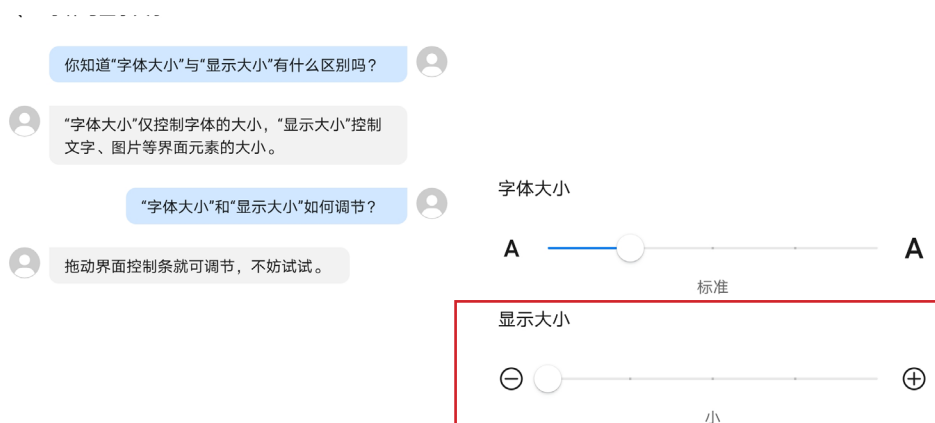 你知道“字体大小”与“显示大小”有什么区别吗？
“字体大小”仅控制字体的大小，“显示大小”控制
文字、图片等界面元素的大小。
“字体大小”和“显示大小”如何调节？
拖动界面控制条就可调节，不妨试试。
字体大小
A
A
标准
显示大小
小